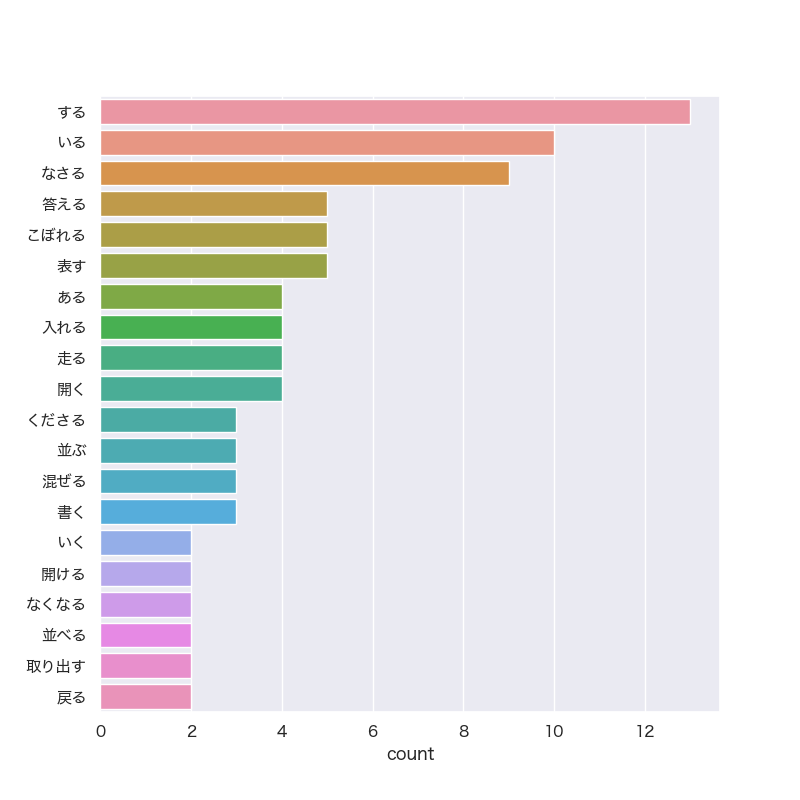 する
いる
なさる
答える
こぼれる
表す
ある
入れる
走る
開く
くださる
並ぶ
混ぜる
書く
いく
開ける
なくなる
並べる
取り出す
戻る
0 2 4 6 8 10 12
count